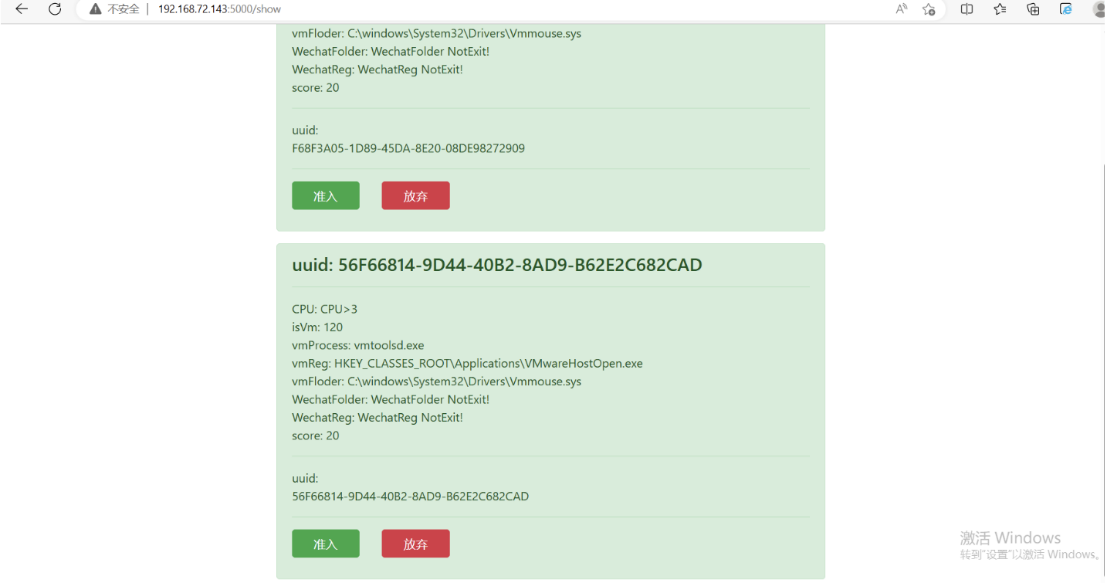 不安全 | 192.168.72.143:5000/show
vmFloder: C:\windows\System32\Drivers\Vmmouse.sys
WechatFolder: WechatFolder NotExit!
WechatReg: WechatReg NotExit!
score: 20
uuid:
F68F3A05-1D89-45DA-8E20-08DE98272909
准入 放弃
uuid: 56F66814-9D44-40B2-8AD9-B62E2C682CAD
CPU: CPU>3
isVm: 120
vmProcess: vmtoolsd.exe
vmReg: HKEY_CLASSES_ROOT\Applications\VMwareHostOpen.exe
vmFloder: C:\windows\System32\Drivers\Vmmouse.sys
WechatFolder: WechatFolder NotExit!
WechatReg: WechatReg NotExit!
score: 20
uuid:
56F66814-9D44-40B2-8AD9-B62E2C682CAD
准入 放弃
激活 Windows
转到"设置"以激活 Windows。